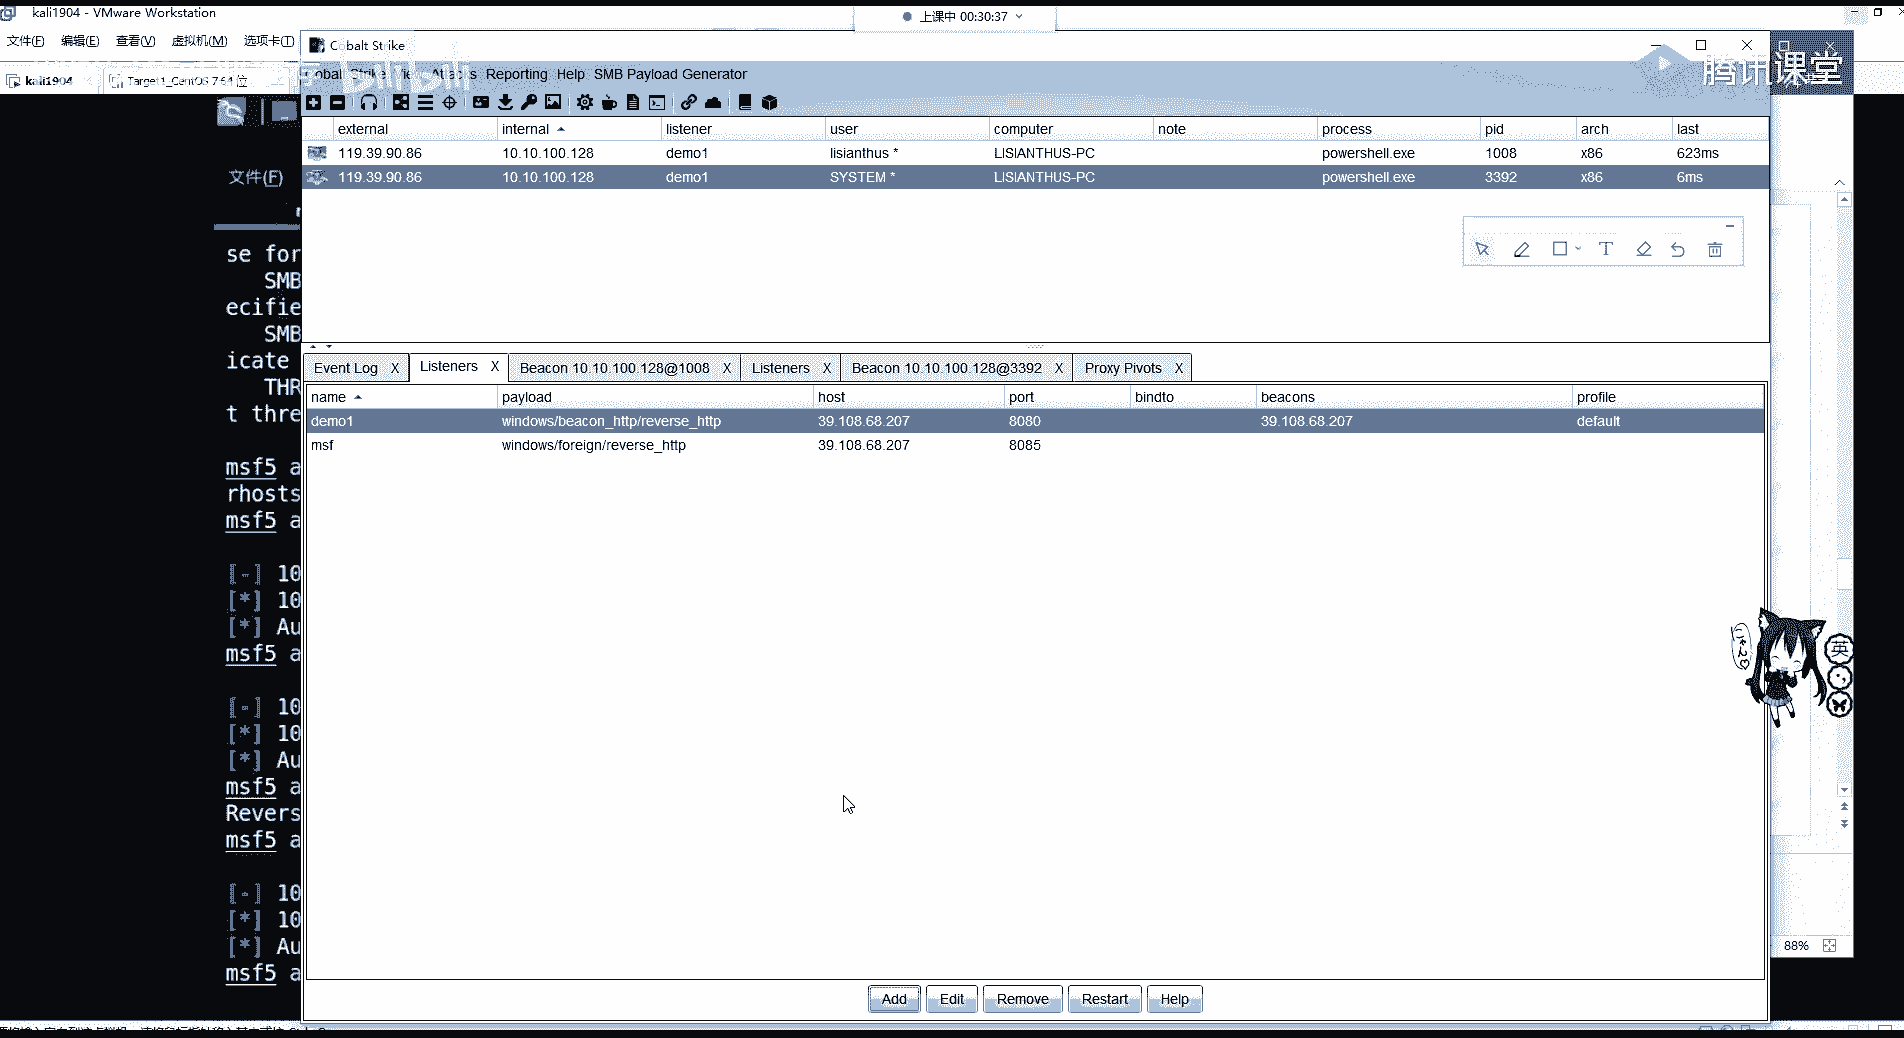 kali1904 - VMware Workstation
上课中 00:30:37
文件(F) 编辑(E) 查看(V) 虚拟机(M) 选项卡(T)
Cobalt Strike
腾讯课堂
bilibili
kali1904
Target1_CentOS 7 64 位
Cobalt Strike View Attacks Reporting Help SMB Payload Generator
external internal listener user computer note process pid arch last
119.39.90.86 10.10.100.128 demo1 lisianthus * LISIANTHUS-PC powershell.exe 1008 x86 623ms
119.39.90.86 10.10.100.128 demo1 SYSTEM * LISIANTHUS-PC powershell.exe 3392 x86 6ms
文件(F)
se for
SMB
ecifie
SMB
icate
THR
t thre
msf5 a
rhosts
msf5 a
[-] 10
[*] 10
[*] Au
msf5 a
[-] 10
[*] 10
[*] Au
msf5 a
Revers
msf5 a
[-] 10
[*] 10
[*] Au
msf5 a
T
Event Log X Listeners X Beacon 10.10.100.128@1008 X Listeners X Beacon 10.10.100.128@3392 X Proxy Pivots X
name payload host port bindto beacons profile
demo1 windows/beacon_http/reverse_http 39.108.68.207 8080 39.108.68.207 default
msf windows/foreign/reverse_http 39.108.68.207 8085
英
88%
Add Edit Remove Restart Help